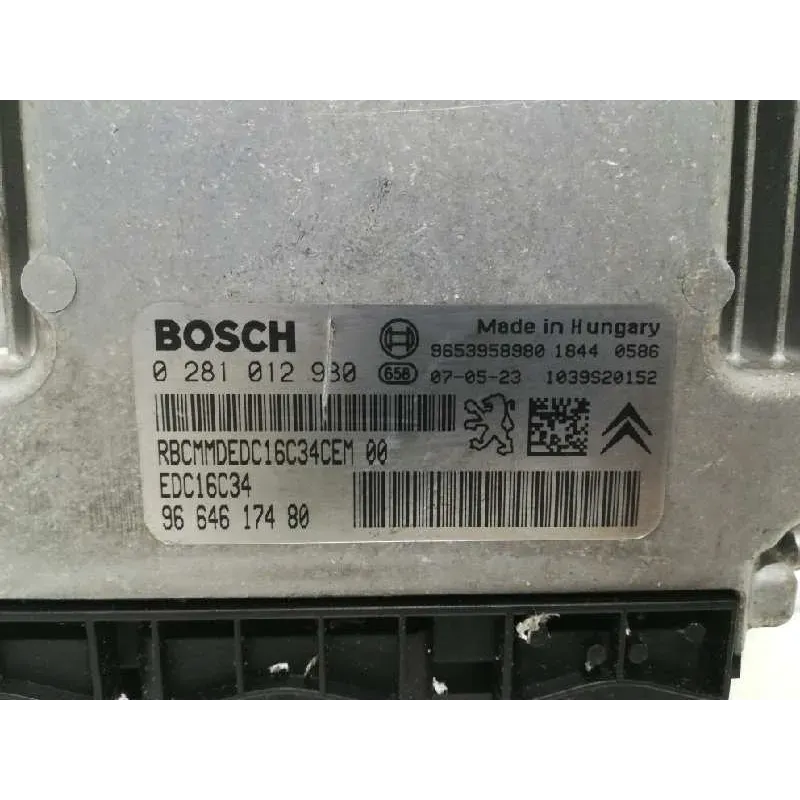 BOSCH
Made in Hungary
9653958980 1844 0586
0 281 012 980
658
07-05-23 1039S20152
RBCMMDEDC16C34CEM 00
EDC16C34
96 646 174 80